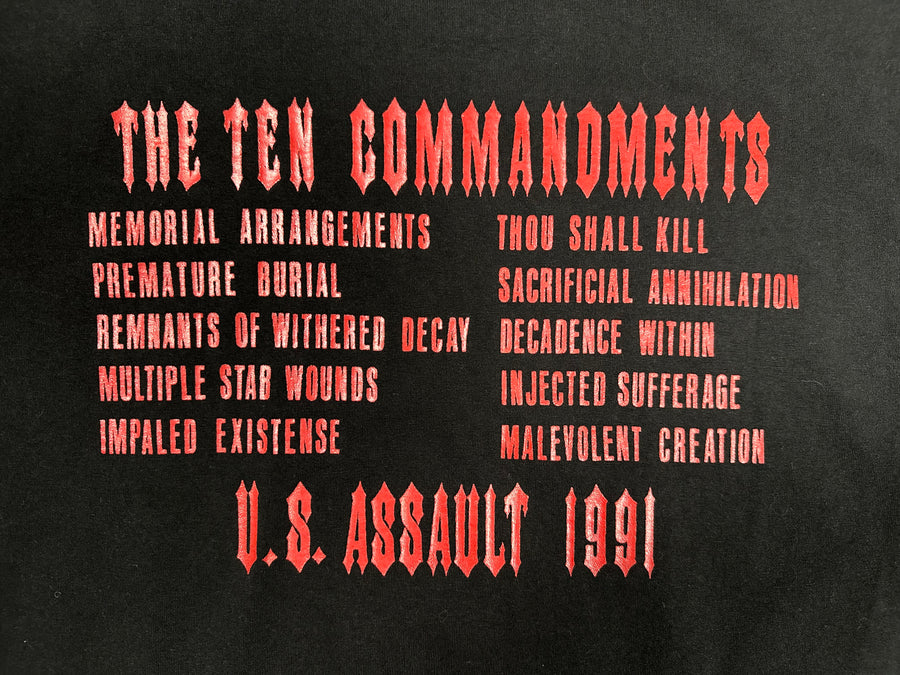 THE TEN COMMANDMENTS
MEMORIAL ARRANGEMENTS
PREMATURE BURIAL
REMNANTS OF WITHERED DECAY
MULTIPLE STAB WOUNDS
IMPALED EXISTENSE
THOU SHALL KILL
SACRIFICIAL ANNIHILATION
DECADENCE WITHIN
INJECTED SUFFERAGE
MALEVOLENT CREATION
U.S. ASSAULT 1991